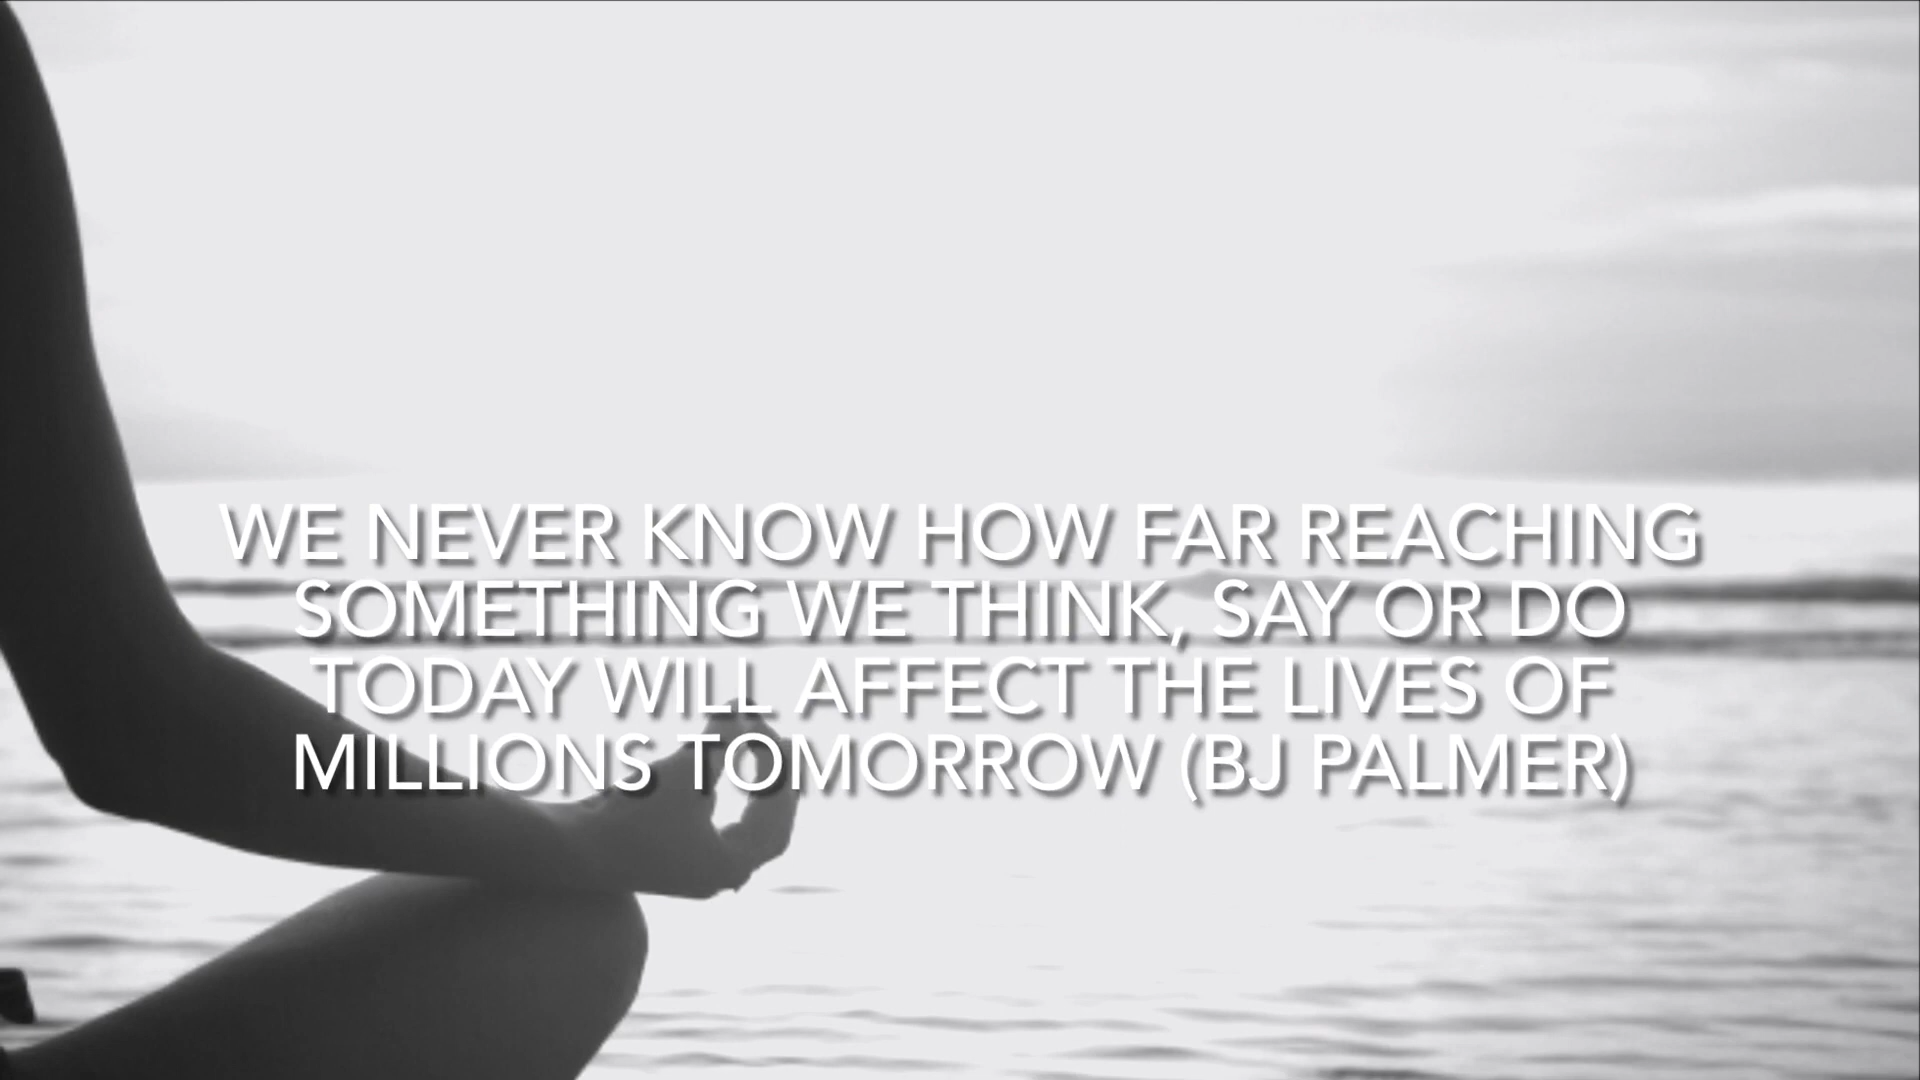 WE NEVER KNOW HOW FAR REACHING
SOMETHING WE THINK, SAY OR DO
TODAY WILL AFFECT THE LIVES OF
MILLIONS TOMORROW (BJ PALMER)